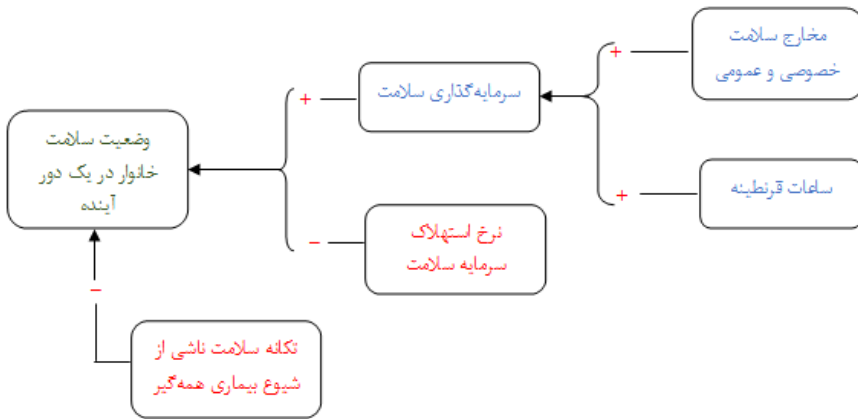 مخارج سلامت
خصوصی و عمومی
+
سرمایه‌گذاری سلامت
+
+
وضعیت سلامت
خانوار در یک دور
آینده
ساعات قرنطینه
+
نرخ استهلاک
سرمایه سلامت
−
−
تکانه سلامت ناشی از
شیوع بیماری همه‌گیر